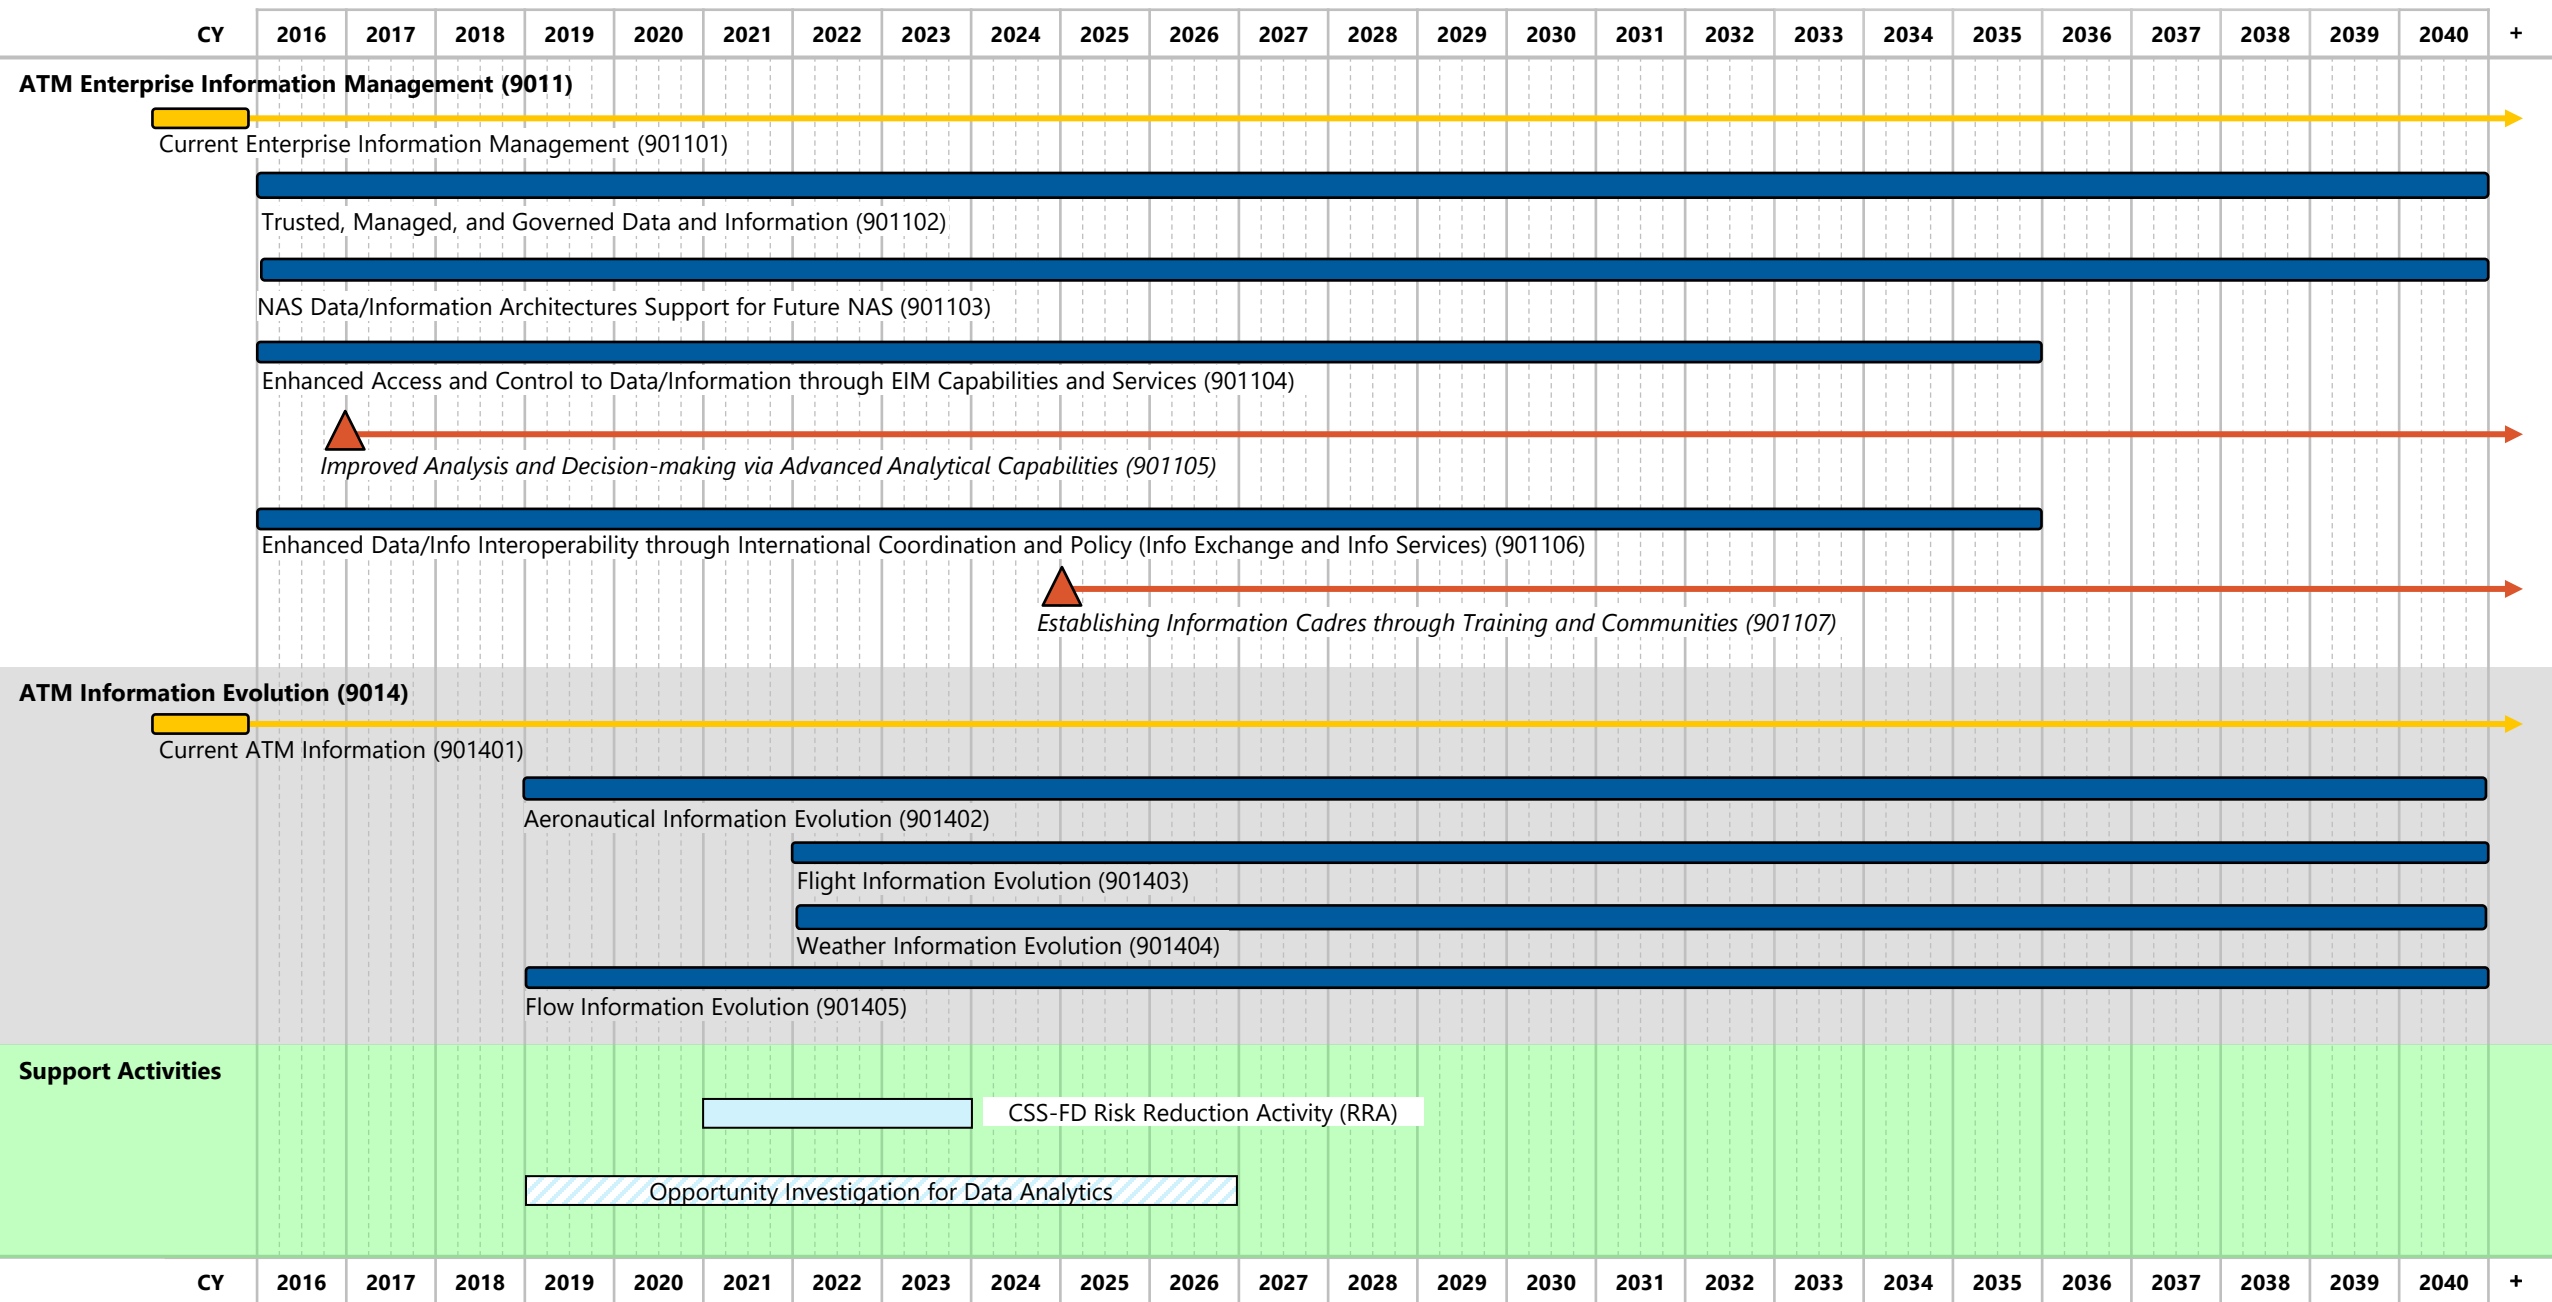 CY 2016 2017 2018 2019 2020 2021 2022 2023 2024 2025 2026 2027 2028 2029 2030 2031 2032 2033 2034 2035 2036 2037 2038 2039 2040 +
ATM Enterprise Information Management (9011)
Current Enterprise Information Management (901101)
Trusted, Managed, and Governed Data and Information (901102)
NAS Data/Information Architectures Support for Future NAS (901103)
Enhanced Access and Control to Data/Information through EIM Capabilities and Services (901104)
Improved Analysis and Decision-making via Advanced Analytical Capabilities (901105)
Enhanced Data/Info Interoperability through International Coordination and Policy (Info Exchange and Info Services) (901106)
Establishing Information Cadres through Training and Communities (901107)
ATM Information Evolution (9014)
Current ATM Information (901401)
Aeronautical Information Evolution (901402)
Flight Information Evolution (901403)
Weather Information Evolution (901404)
Flow Information Evolution (901405)
Support Activities
CSS-FD Risk Reduction Activity (RRA)
Opportunity Investigation for Data Analytics
CY 2016 2017 2018 2019 2020 2021 2022 2023 2024 2025 2026 2027 2028 2029 2030 2031 2032 2033 2034 2035 2036 2037 2038 2039 2040 +